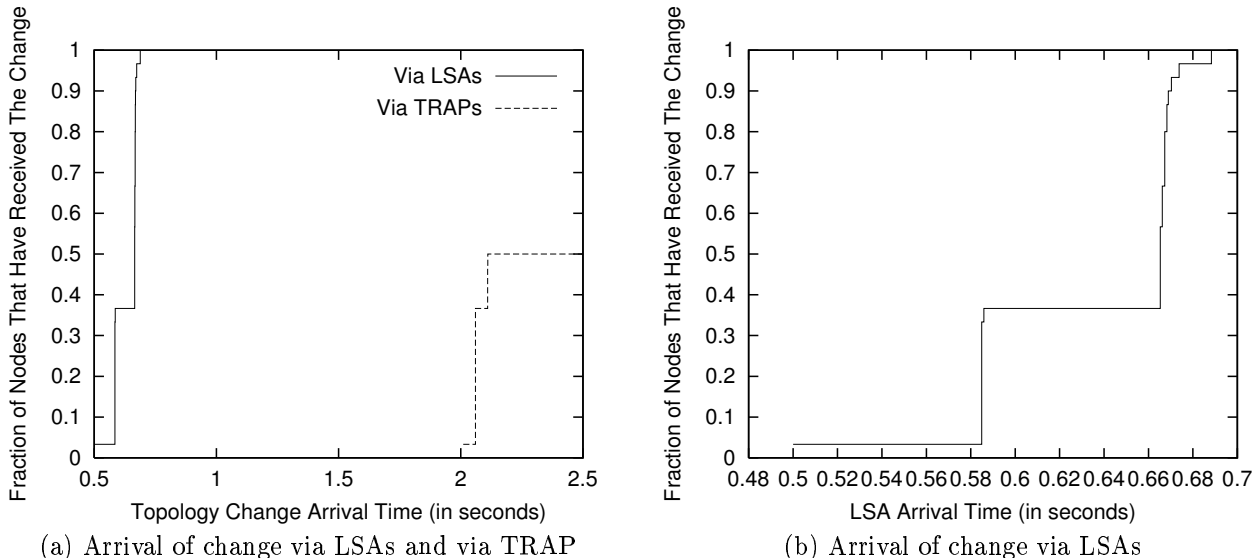 Fraction of Nodes That Have Received The Change
1
0.9
0.8
0.7
0.6
0.5
0.4
0.3
0.2
0.1
0
Via LSAs
Via TRAPs
0.5 1 1.5 2 2.5
Topology Change Arrival Time (in seconds)
(a) Arrival of change via LSAs and via TRAP
Fraction of Nodes That Have Received The Change
1
0.9
0.8
0.7
0.6
0.5
0.4
0.3
0.2
0.1
0
0.48 0.5 0.52 0.54 0.56 0.58 0.6 0.62 0.64 0.66 0.68 0.7
LSA Arrival Time (in seconds)
(b) Arrival of change via LSAs